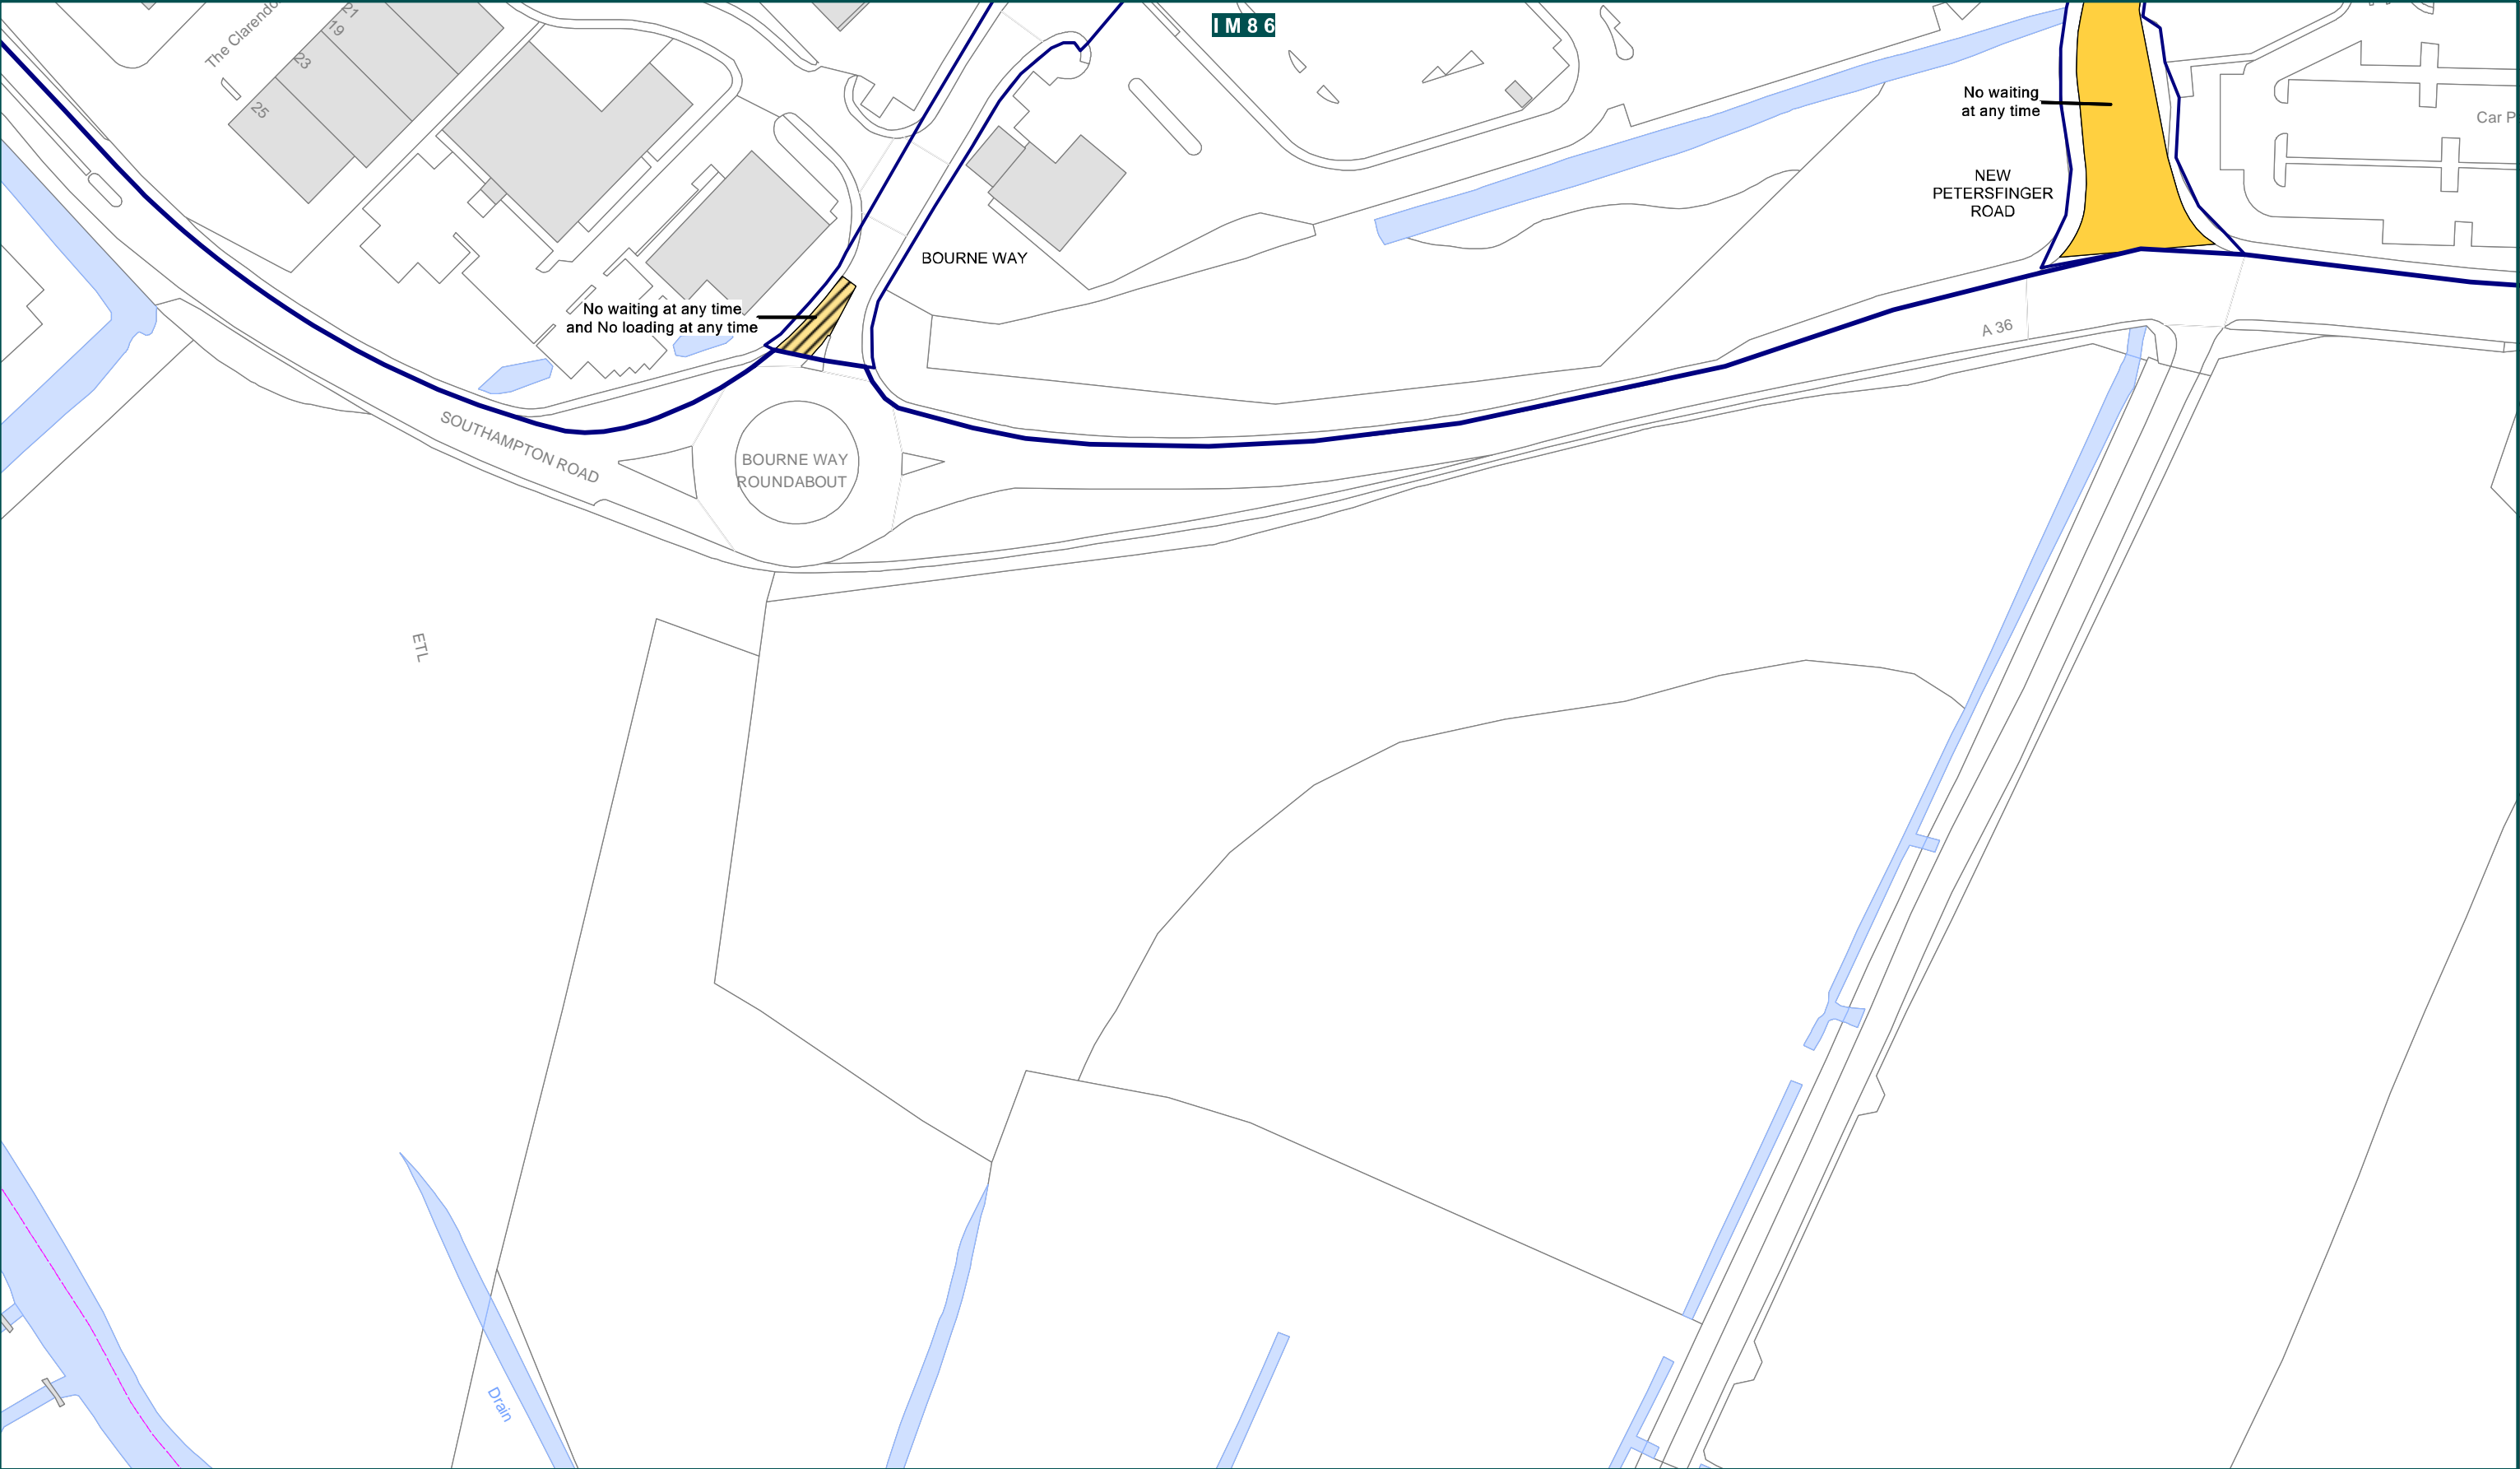 IM86
The Clarendo
21
19
23
25
No waiting
at any time
Car P
NEW
PETERSFINGER
ROAD
BOURNE WAY
No waiting at any time
and No loading at any time
A 36
SOUTHAMPTON ROAD
BOURNE WAY
ROUNDABOUT
ETL
Drain